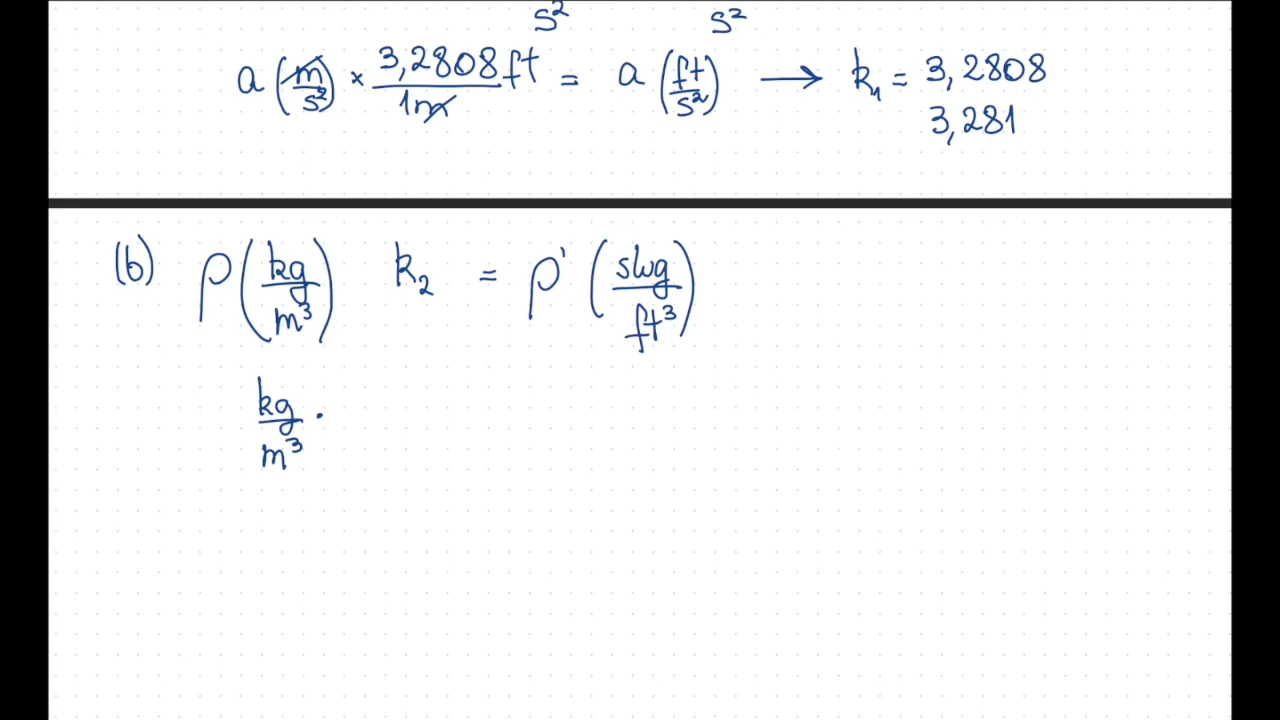 s² s²
a (m/s²) × 3,2808 ft / 1m = a (ft/s²) → k₁ = 3,2808
3,281
(b) ρ (kg/m³) k₂ = ρ' (slug/ft³)
kg/m³ ·